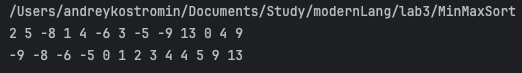 /Users/andreykostromin/Documents/Study/modernLang/lab3/MinMaxSort
2 5 -8 1 4 -6 3 -5 -9 13 0 4 9
-9 -8 -6 -5 0 1 2 3 4 4 5 9 13